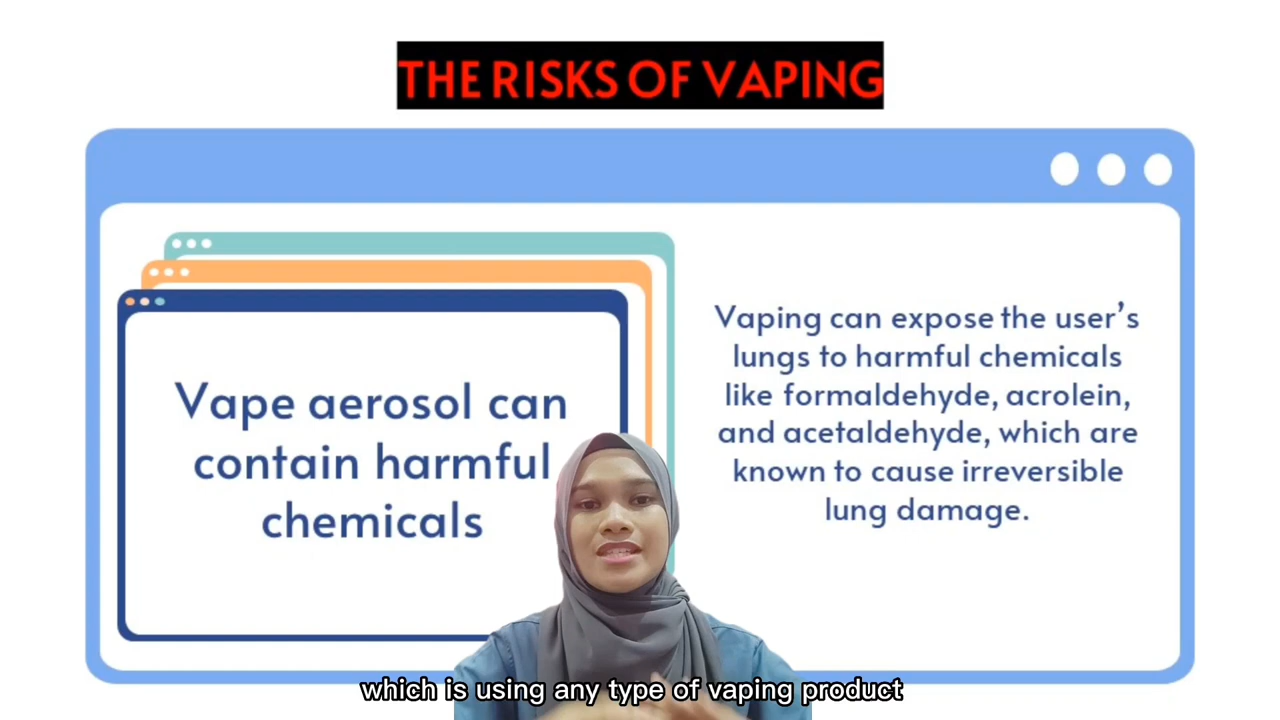 THE RISKS OF VAPING
Vape aerosol can
contain harmful
chemicals
Vaping can expose the user’s
lungs to harmful chemicals
like formaldehyde, acrolein,
and acetaldehyde, which are
known to cause irreversible
lung damage.
which is using any type of vaping product